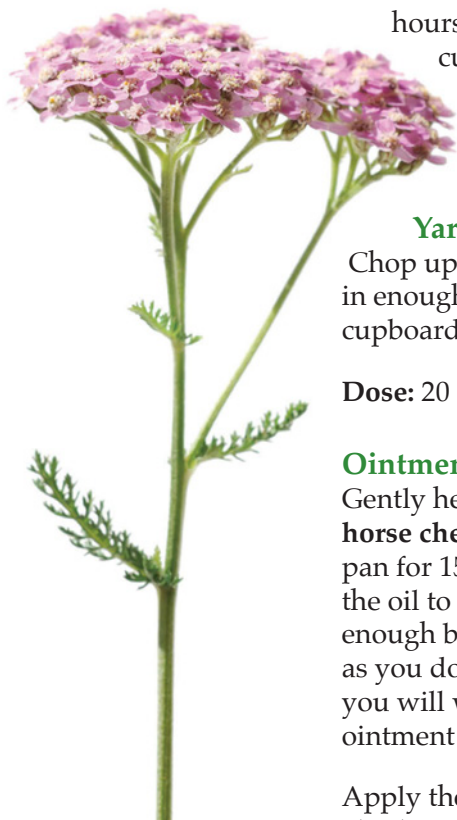 hours
cu
Yar
Chop up
in enough
cupboard
Dose: 20
Ointmen
Gently he
horse che
pan for 15
the oil to
enough b
as you do
you will v
ointment
Apply the